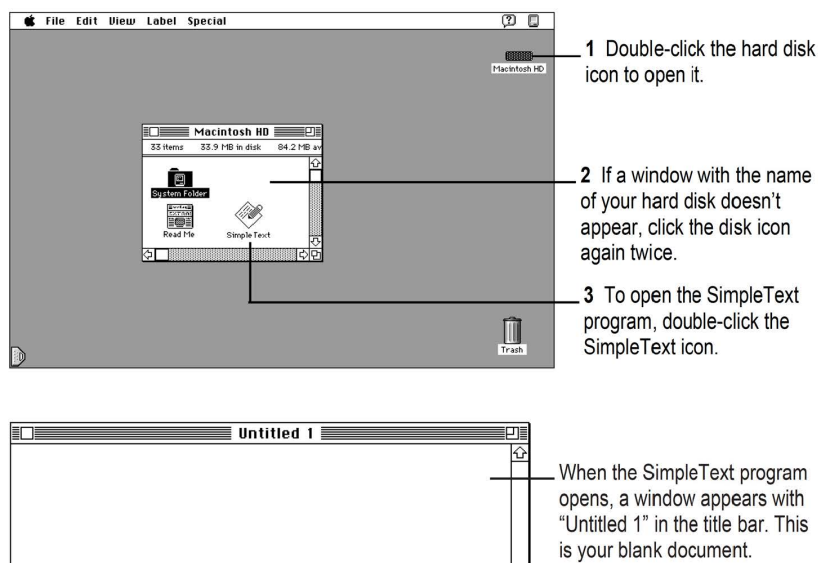 File Edit View Label Special
Macintosh HD
1 Double-click the hard disk
icon to open it.
Macintosh HD
33 items 33.9 MB in disk 84.2 MB av
System Folder
Read Me
SimpleText
2 If a window with the name
of your hard disk doesn't
appear, click the disk icon
again twice.
3 To open the SimpleText
program, double-click the
SimpleText icon.
Trash
Untitled 1
When the SimpleText program
opens, a window appears with
“Untitled 1” in the title bar. This
is your blank document.